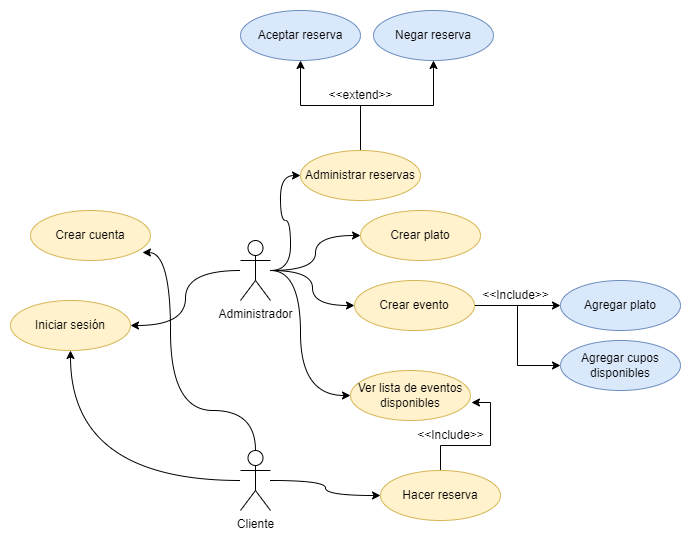 Aceptar reserva
Negar reserva
<<extend>>
Administrar reservas
Crear cuenta
Crear plato
Administrador
Crear evento
<<Include>>
Agregar plato
Iniciar sesión
Agregar cupos
disponibles
Ver lista de eventos
disponibles
<<Include>>
Hacer reserva
Cliente